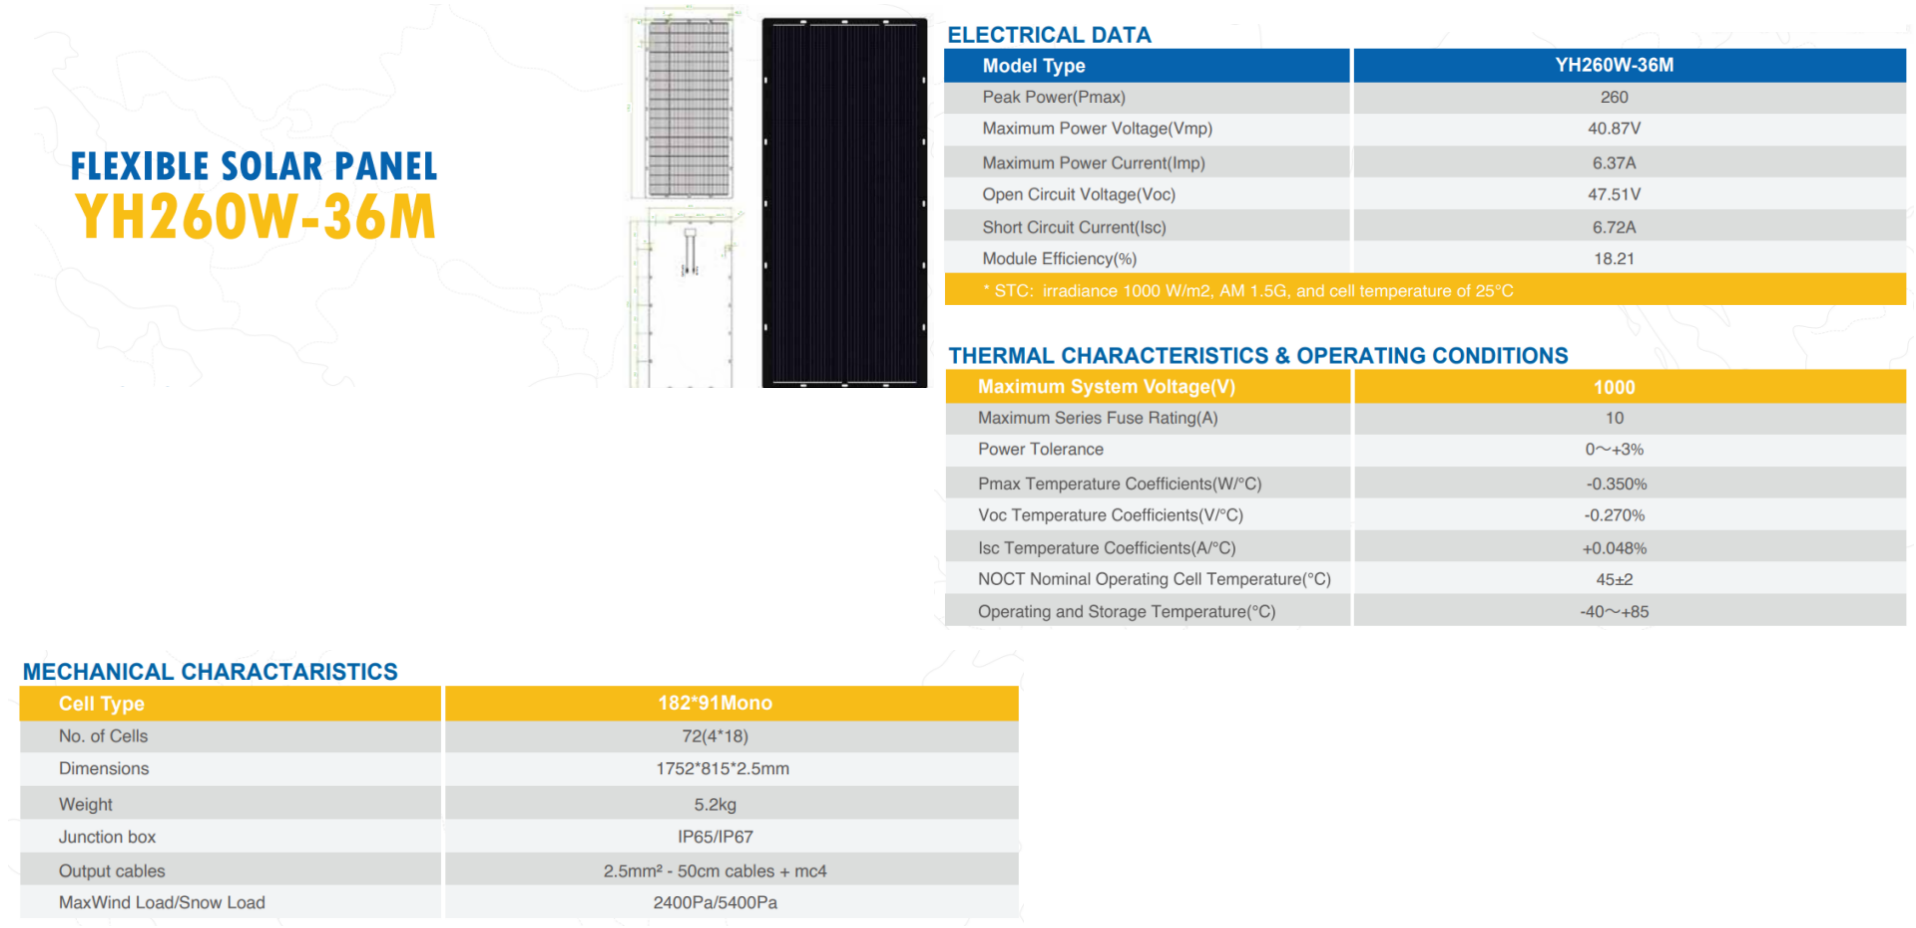 FLEXIBLE SOLAR PANEL
YH260W-36M
ELECTRICAL DATA
Model Type YH260W-36M
Peak Power(Pmax) 260
Maximum Power Voltage(Vmp) 40.87V
Maximum Power Current(Imp) 6.37A
Open Circuit Voltage(Voc) 47.51V
Short Circuit Current(Isc) 6.72A
Module Efficiency(%) 18.21
* STC: irradiance 1000 W/m2, AM 1.5G, and cell temperature of 25°C
THERMAL CHARACTERISTICS & OPERATING CONDITIONS
Maximum System Voltage(V) 1000
Maximum Series Fuse Rating(A) 10
Power Tolerance 0～+3%
Pmax Temperature Coefficients(W/°C) -0.350%
Voc Temperature Coefficients(V/°C) -0.270%
Isc Temperature Coefficients(A/°C) +0.048%
NOCT Nominal Operating Cell Temperature(°C) 45±2
Operating and Storage Temperature(°C) -40～+85
MECHANICAL CHARACTARISTICS
Cell Type 182*91Mono
No. of Cells 72(4*18)
Dimensions 1752*815*2.5mm
Weight 5.2kg
Junction box IP65/IP67
Output cables 2.5mm² - 50cm cables + mc4
MaxWind Load/Snow Load 2400Pa/5400Pa